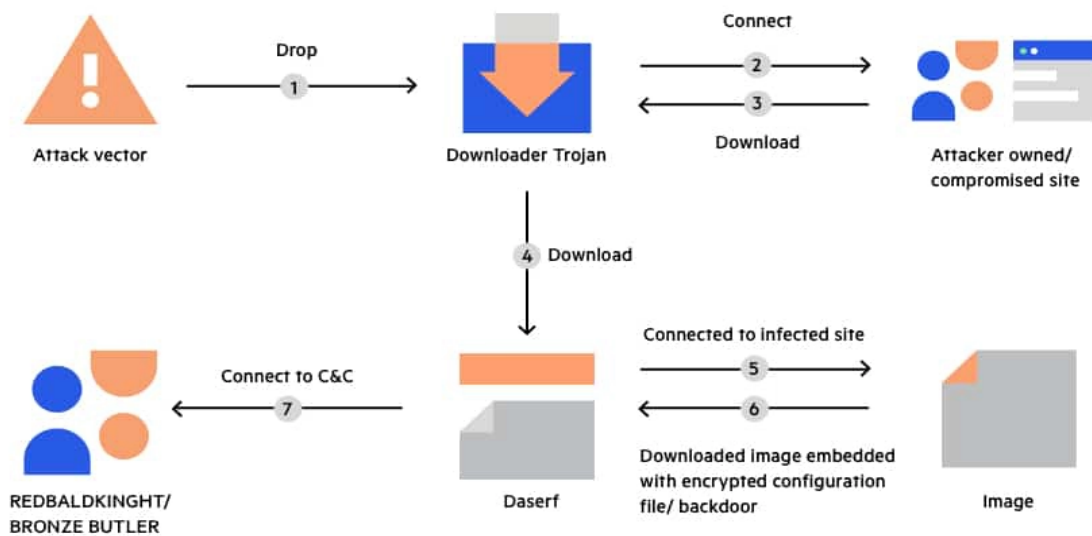 Drop
1
Connect
2
3
Download
Attack vector
Downloader Trojan
Attacker owned/
compromised site
4 Download
Connected to infected site
5
6
Connect to C&C
7
Downloaded image embedded
with encrypted configuration
file/ backdoor
REDBALDKINGHT/
BRONZE BUTLER
Daserf
Image